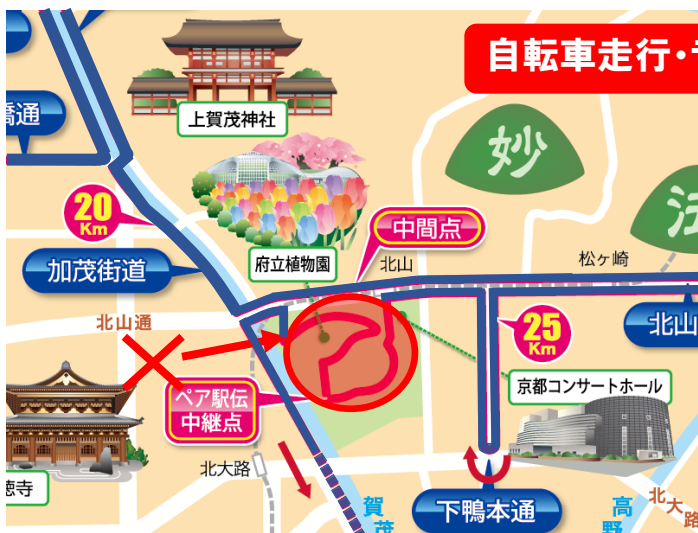 自転車走行・
上賀茂神社
橋通
妙
20
Km
中間点
法
府立植物園
北山
松ヶ崎
加茂街道
北山通
25
Km
北山
ペア駅伝
中継点
京都コンサートホール
徳寺
北大路
下鴨本通
賀
茂
高
野
北
大
路